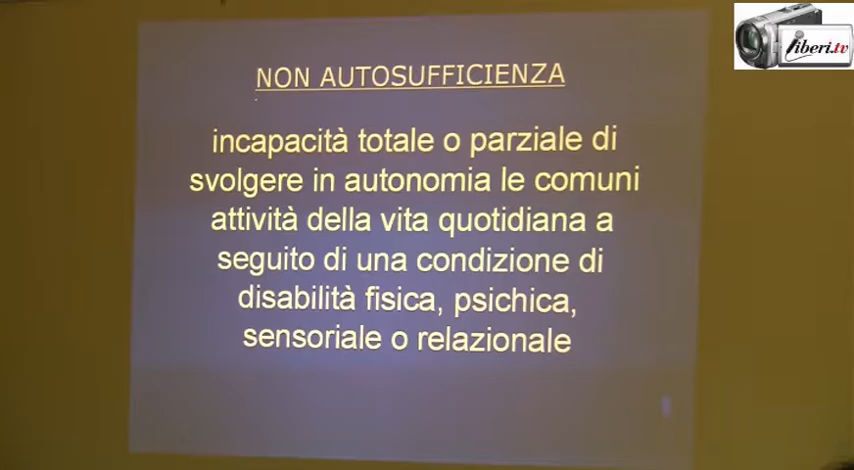 liberi.tv
NON AUTOSUFFICIENZA
incapacità totale o parziale di
svolgere in autonomia le comuni
attività della vita quotidiana a
seguito di una condizione di
disabilità fisica, psichica,
sensoriale o relazionale